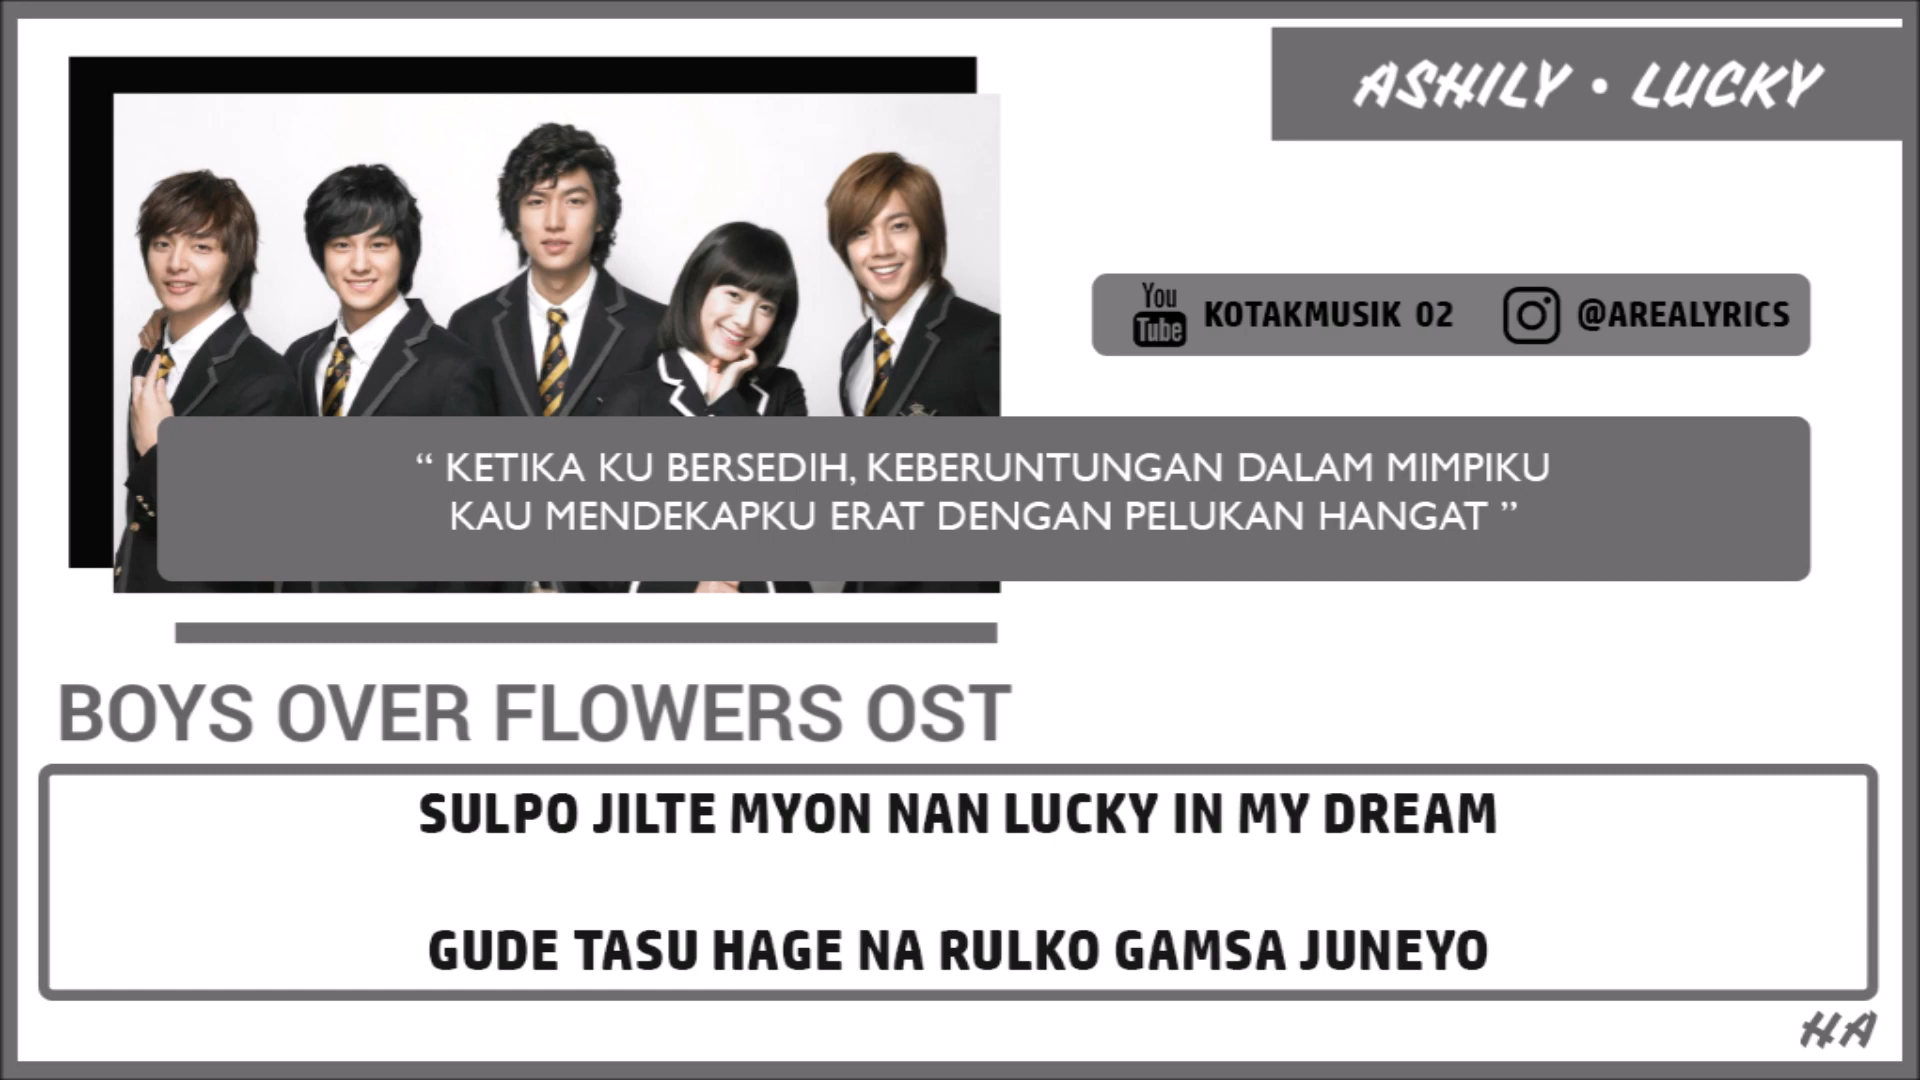 ASHILY • LUCKY
You
Tube
KOTAKMUSIK 02
@AREALYRICS
“ KETIKA KU BERSEDIH, KEBERUNTUNGAN DALAM MIMPIKU
KAU MENDEKAPKU ERAT DENGAN PELUKAN HANGAT ”
BOYS OVER FLOWERS OST
SULPO JILTE MYON NAN LUCKY IN MY DREAM
GUDE TASU HAGE NA RULKO GAMSA JUNEYO
HA